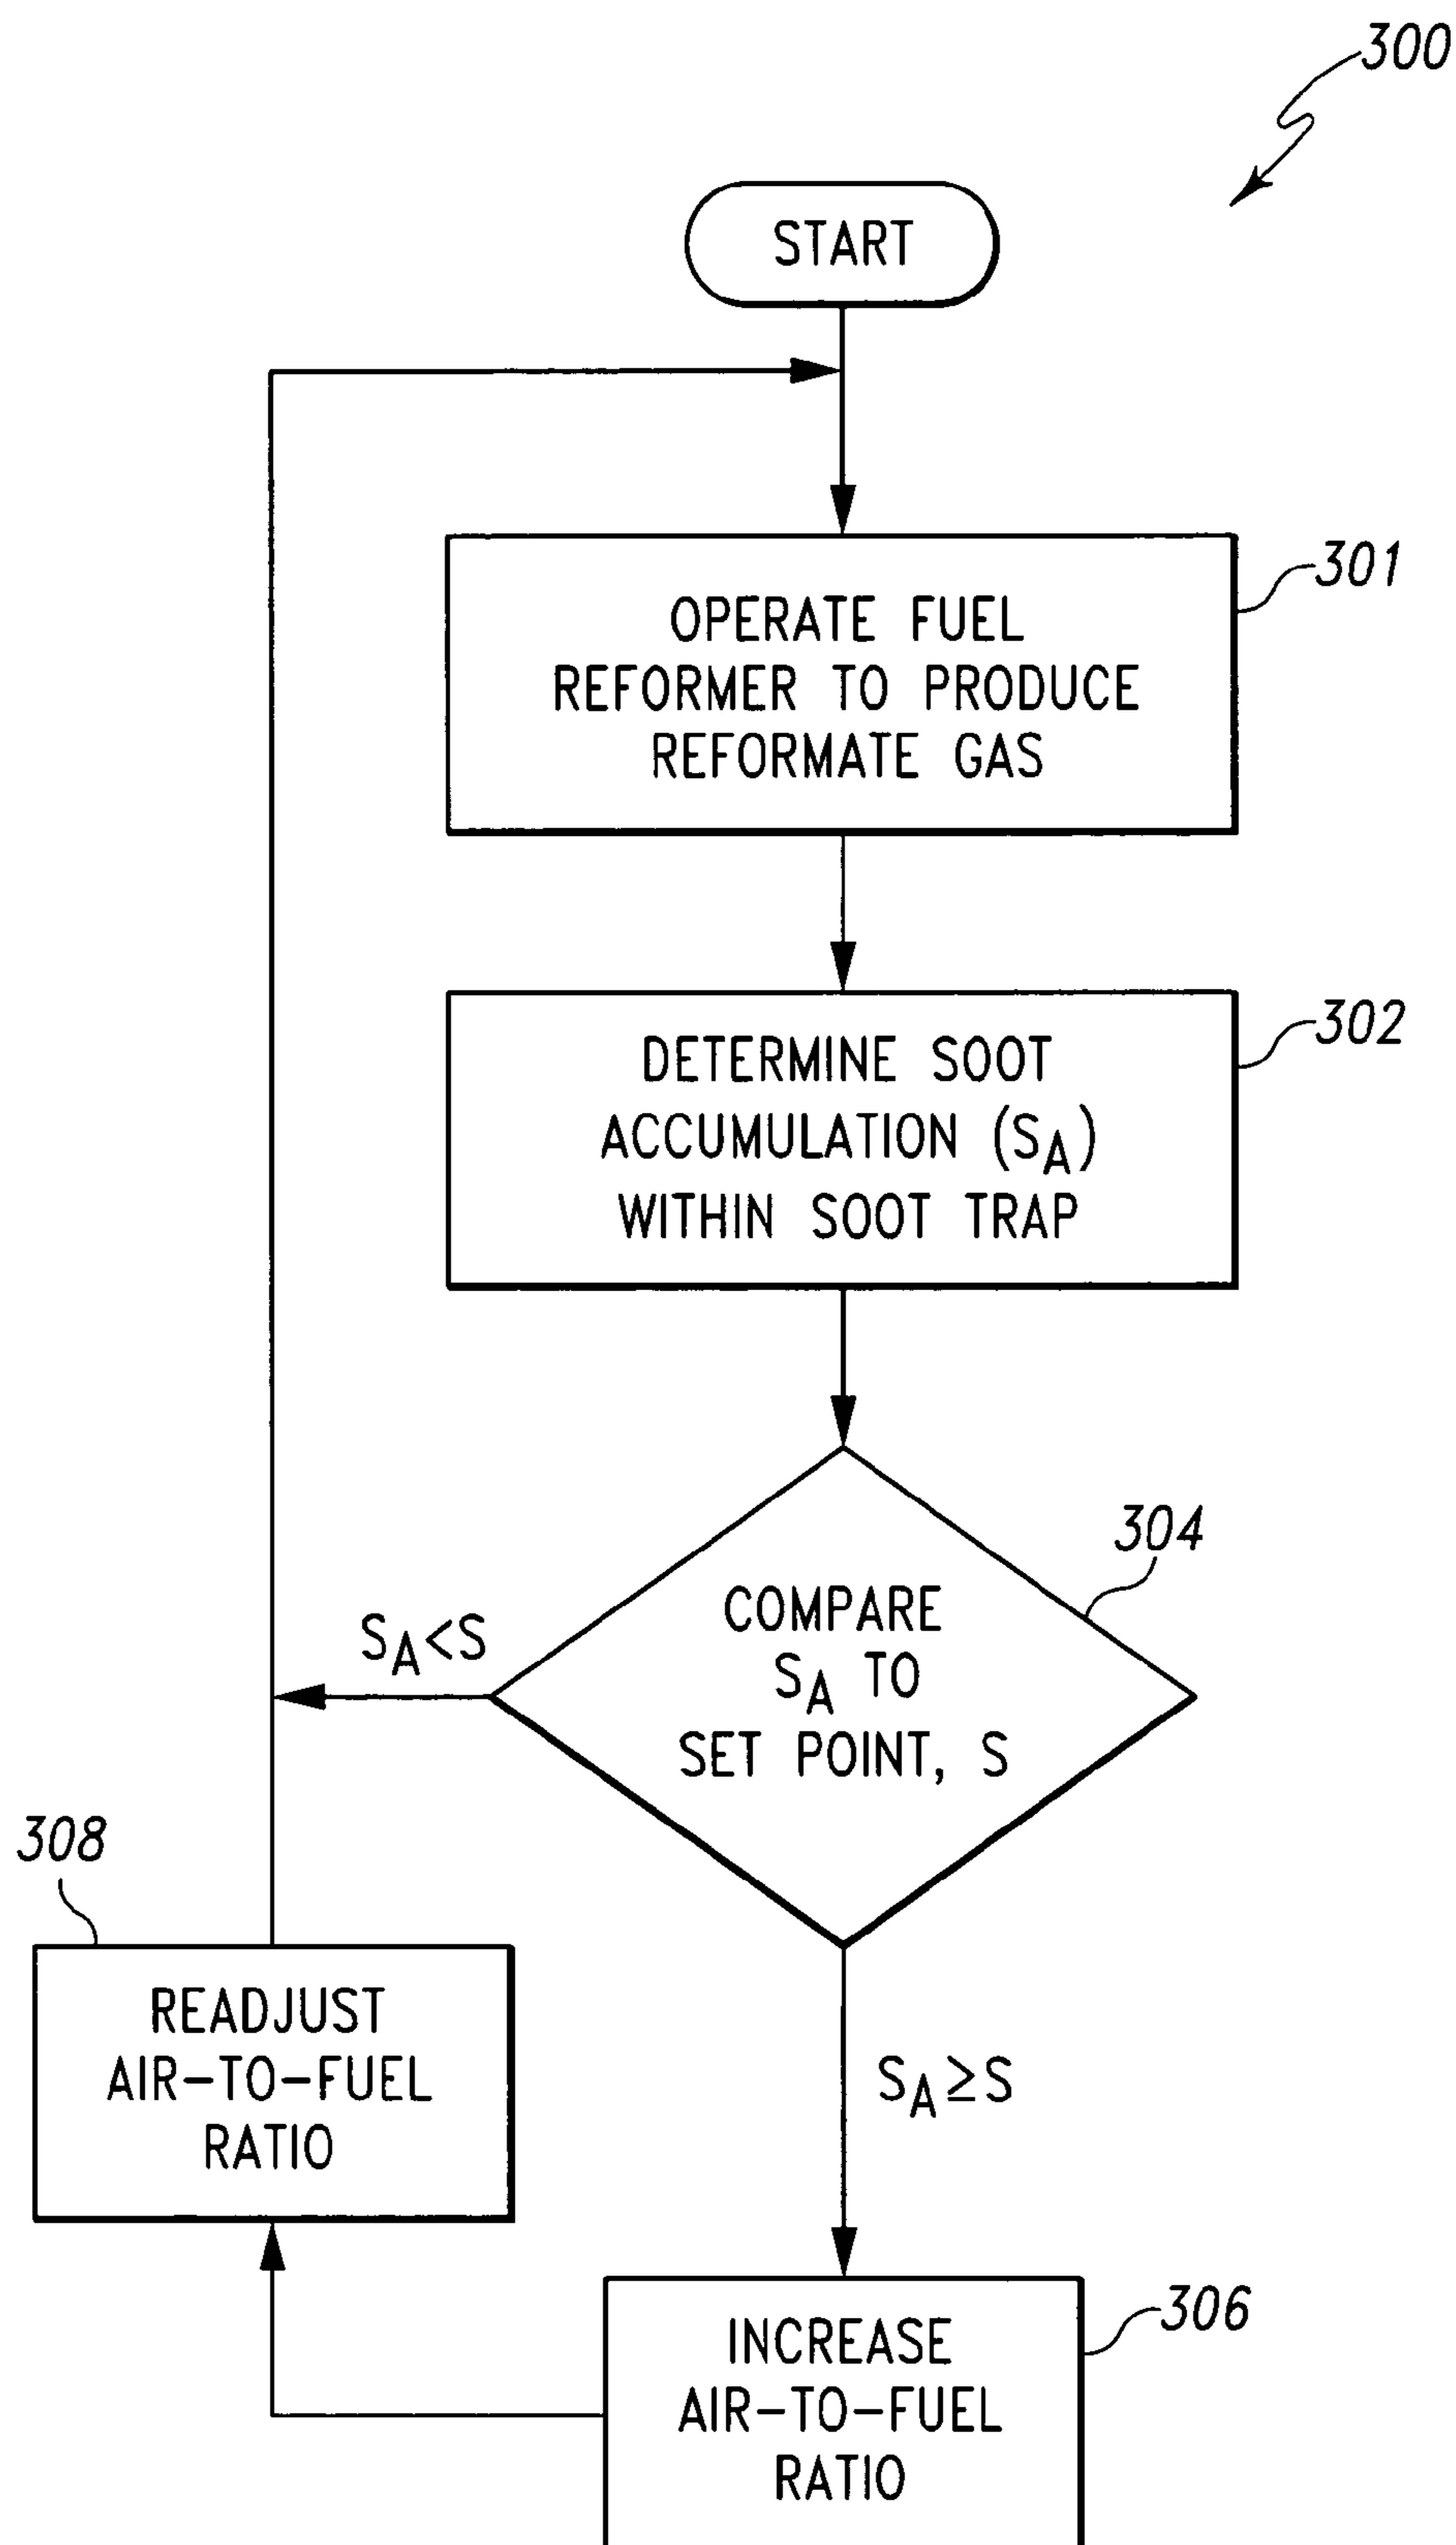 300
START
OPERATE FUEL
REFORMER TO PRODUCE
REFORMATE GAS
301
DETERMINE SOOT
ACCUMULATION (SA)
WITHIN SOOT TRAP
302
COMPARE
SA TO
SET POINT, S
304
SA<S
SA≥S
308
READJUST
AIR-TO-FUEL
RATIO
INCREASE
AIR-TO-FUEL
RATIO
306